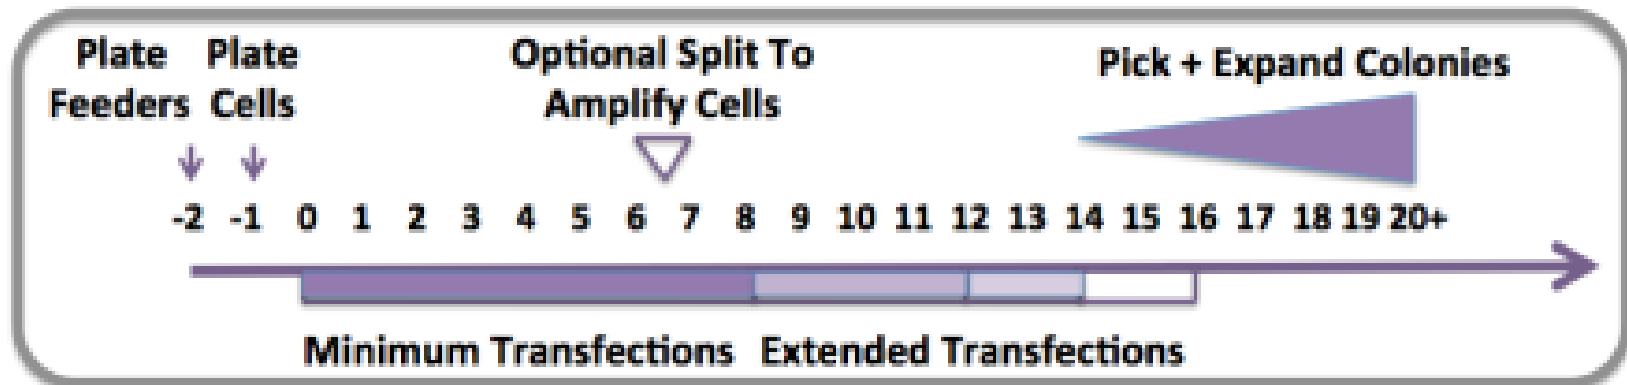 Plate Plate Optional Split To Pick + Expand Colonies
Feeders Cells Amplify Cells
-2 -1 0 1 2 3 4 5 6 7 8 9 10 11 12 13 14 15 16 17 18 19 20+
Minimum Transfections Extended Transfections